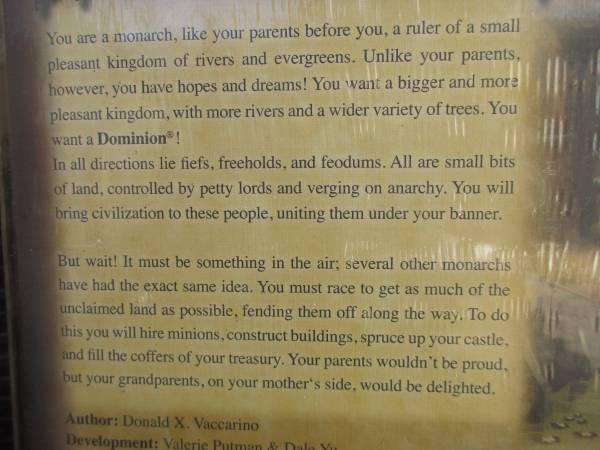 You are a monarch, like your parents before you, a ruler of a small
pleasant kingdom of rivers and evergreens. Unlike your parents,
however, you have hopes and dreams! You want a bigger and more
pleasant kingdom, with more rivers and a wider variety of trees. You
want a Dominion®!
In all directions lie fiefs, freeholds, and feodums. All are small bits
of land, controlled by petty lords and verging on anarchy. You will
bring civilization to these people, uniting them under your banner.
But wait! It must be something in the air; several other monarchs
have had the exact same idea. You must race to get as much of the
unclaimed land as possible, fending them off along the way. To do
this you will hire minions, construct buildings, spruce up your castle,
and fill the coffers of your treasury. Your parents wouldn't be proud,
but your grandparents, on your mother‘s side, would be delighted.
Author: Donald X. Vaccarino
Development: Valerie Putman & Dale Yu